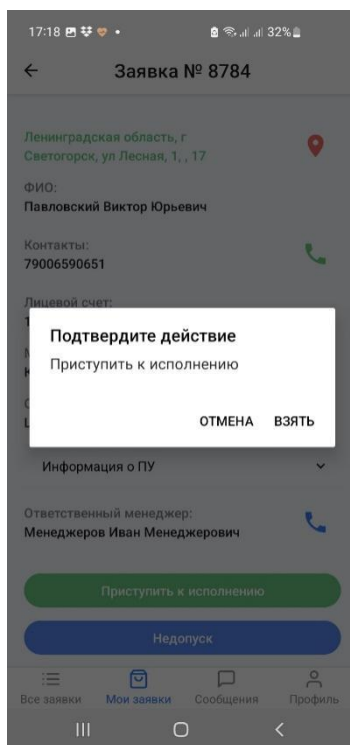 17:18 32%
Заявка № 8784
Ленинградская область, г
Светогорск, ул Лесная, 1, , 17
ФИО:
Павловский Виктор Юрьевич
Контакты:
79006590651
Лицевой счет:
Подтвердите действие
Приступить к исполнению
ОТМЕНА ВЗЯТЬ
Информация о ПУ
Ответственный менеджер:
Менеджеров Иван Менеджерович
Приступить к исполнению
Недопуск
Все заявки Мои заявки Сообщения Профиль